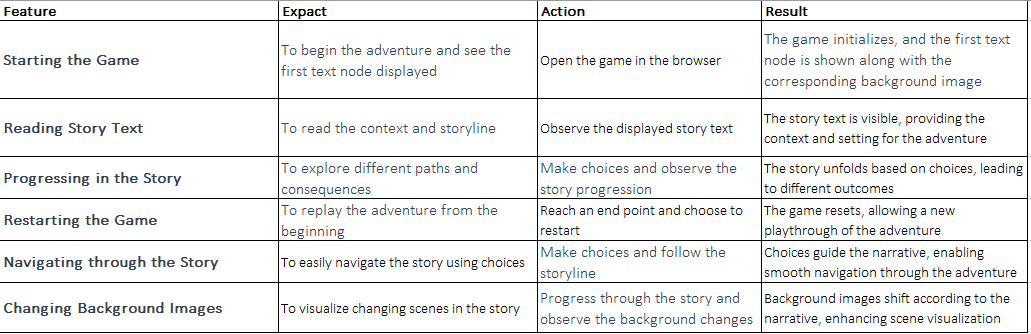 Feature Expact Action Result
Starting the Game
To begin the adventure and see the
first text node displayed
Open the game in the browser
The game initializes, and the first text
node is shown along with the
corresponding background image
Reading Story Text
To read the context and storyline
Observe the displayed story text
The story text is visible, providing the
context and setting for the adventure
Progressing in the Story
To explore different paths and
consequences
Make choices and observe the
story progression
The story unfolds based on choices, leading
to different outcomes
Restarting the Game
To replay the adventure from the
beginning
Reach an end point and choose to
restart
The game resets, allowing a new
playthrough of the adventure
Navigating through the Story
To easily navigate the story using choices
Make choices and follow the
storyline
Choices guide the narrative, enabling
smooth navigation through the adventure
Changing Background Images
To visualize changing scenes in the story
Progress through the story and
observe the background changes
Background images shift according to the
narrative, enhancing scene visualization